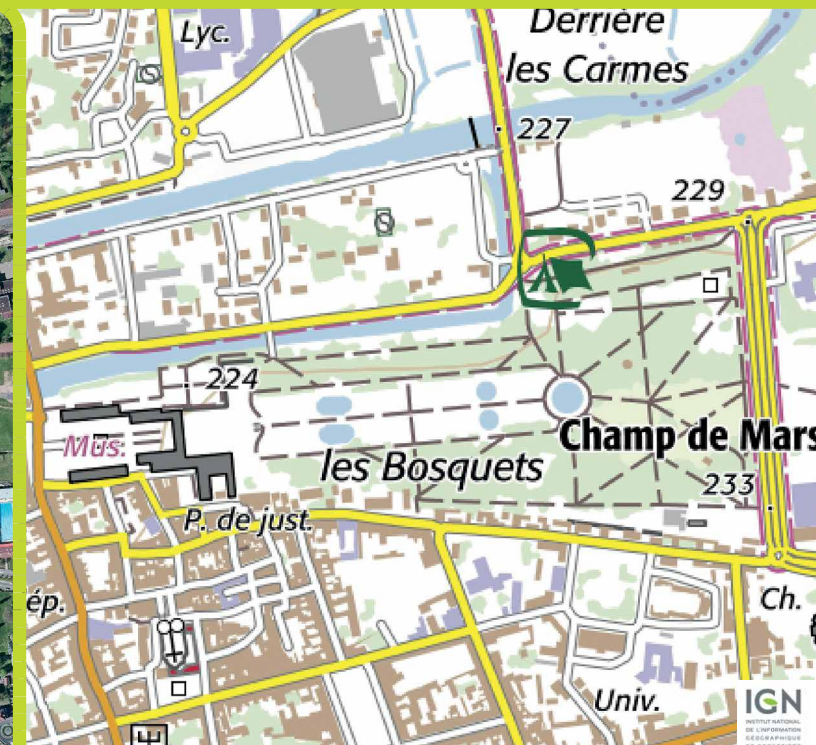 Lyc.
Derrière
les Carmes
227
229
224
Mus.
Champ de Mars
les Bosquets
233
P. de just.
ép.
Ch.
Univ.
IGN
INSTITUT NATIONAL
DE L'INFORMATION
GÉOGRAPHIQUE